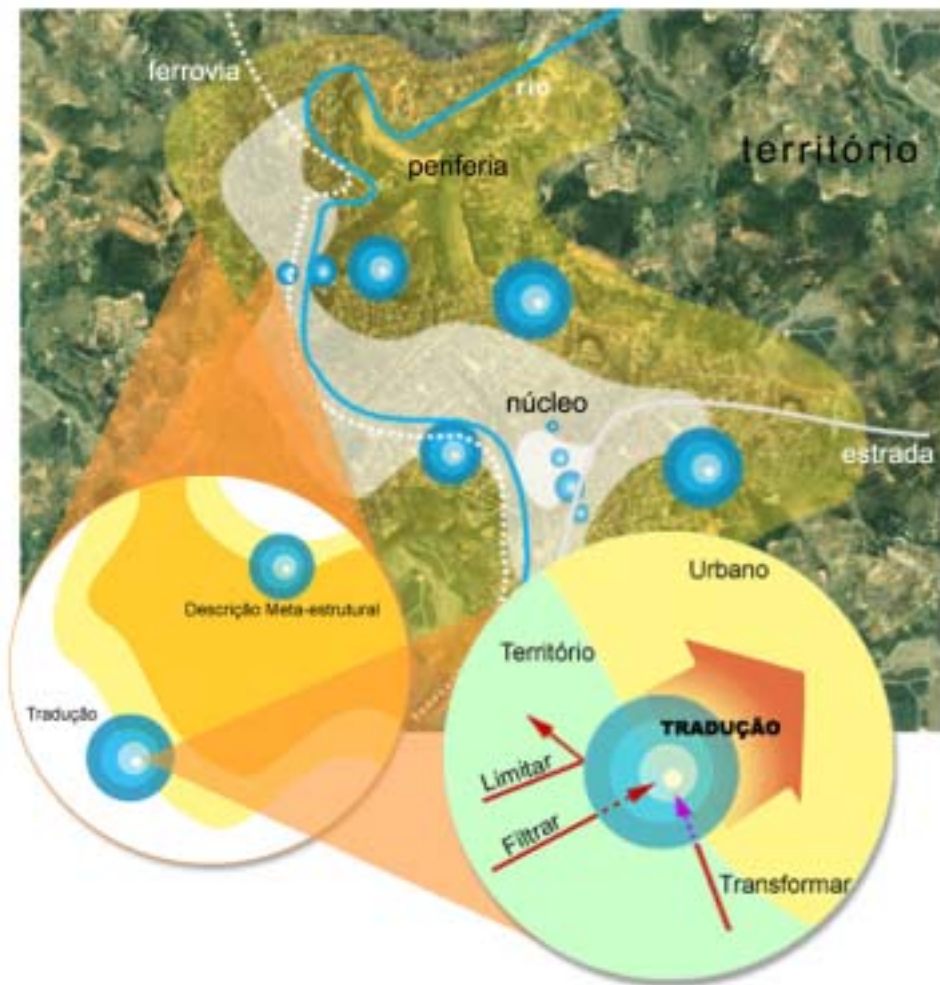 ferrovia
rio
periferia
território
núcleo
estrada
Descrição Meta-estrutural
Tradução
Urbano
Território
TRADUÇÃO
Limitar
Filtrar
Transformar